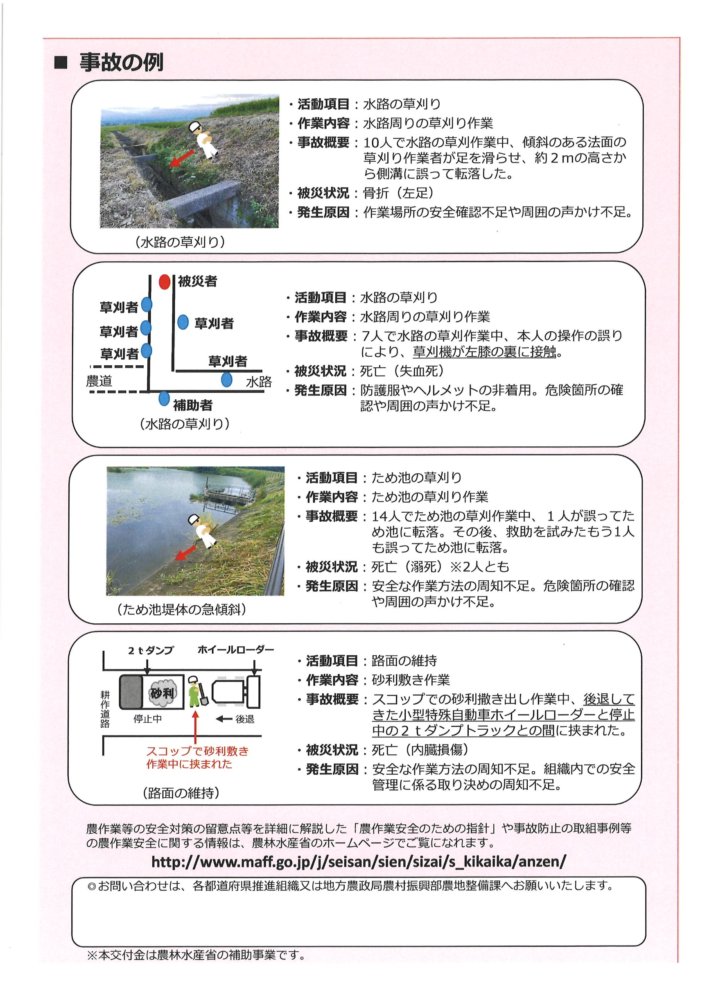 ■ 事故の例
・活動項目：水路の草刈り
・作業内容：水路周りの草刈り作業
・事故概要：10人で水路の草刈作業中、傾斜のある法面の
草刈り作業者が足を滑らせ、約２ｍの高さか
ら側溝に誤って転落した。
・被災状況：骨折（左足）
・発生原因：作業場所の安全確認不足や周囲の声かけ不足。
（水路の草刈り）
被災者
草刈者
草刈者
草刈者
草刈者
草刈者
農道
水路
補助者
（水路の草刈り）
・活動項目：水路の草刈り
・作業内容：水路周りの草刈り作業
・事故概要：7人で水路の草刈作業中、本人の操作の誤り
により、草刈機が左膝の裏に接触。
・被災状況：死亡（失血死）
・発生原因：防護服やヘルメットの非着用。危険箇所の確
認や周囲の声かけ不足。
・活動項目：ため池の草刈り
・作業内容：ため池の草刈り作業
・事故概要：14人でため池の草刈作業中、１人が誤ってた
め池に転落。その後、救助を試みたもう1人
も誤ってため池に転落。
・被災状況：死亡（溺死）※2人とも
・発生原因：安全な作業方法の周知不足。危険箇所の確認
や周囲の声かけ不足。
（ため池堤体の急傾斜）
２ｔダンプ
ホイールローダー
砂利
耕作道路
停止中
後退
スコップで砂利敷き
作業中に挟まれた
（路面の維持）
・活動項目：路面の維持
・作業内容：砂利敷き作業
・事故概要：スコップでの砂利撒き出し作業中、後退して
きた小型特殊自動車ホイールローダーと停止
中の２ｔダンプトラックとの間に挟まれた。
・被災状況：死亡（内臓損傷）
・発生原因：安全な作業方法の周知不足。組織内での安全
管理に係る取り決めの周知不足。
農作業等の安全対策の留意点等を詳細に解説した「農作業安全のための指針」や事故防止の取組事例等
の農作業安全に関する情報は、農林水産省のホームページでご覧になれます。
http://www.maff.go.jp/j/seisan/sien/sizai/s_kikaika/anzen/
◎お問い合わせは、各都道府県推進組織又は地方農政局農村振興部農地整備課へお願いいたします。
※本交付金は農林水産省の補助事業です。